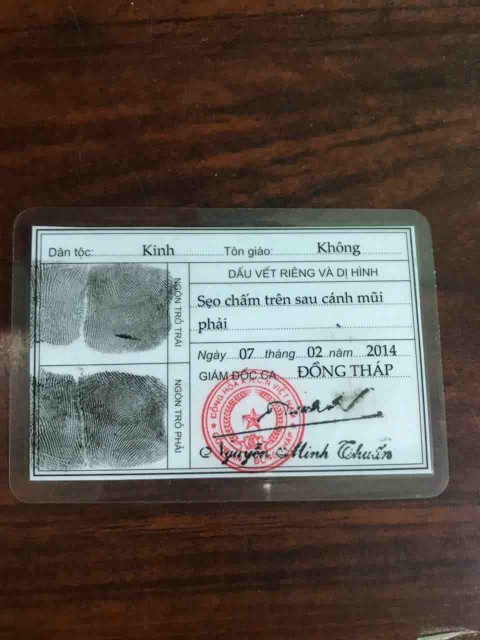 Dân tộc: Kinh Tôn giáo: Không
NGÓN TRỎ TRÁI
NGÓN TRỎ PHẢI
DẤU VẾT RIÊNG VÀ DỊ HÌNH
Sẹo chấm trên sau cánh mũi
phải
Ngày 07 tháng 02 năm 2014
GIÁM ĐỐC CA ĐỒNG THÁP
Nguyễn Minh Thuấn